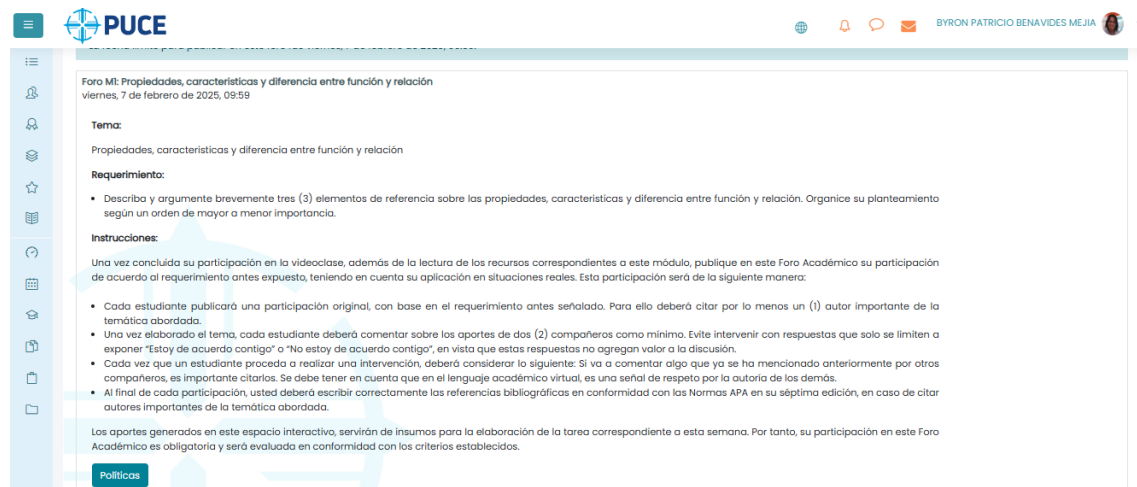 PUCE
BYRON PATRICIO BENAVIDES MEJIA
Foro M1: Propiedades, características y diferencia entre función y relación
viernes, 7 de febrero de 2025, 09:59
Tema:
Propiedades, características y diferencia entre función y relación
Requerimiento:
• Describa y argumente brevemente tres (3) elementos de referencia sobre las propiedades, características y diferencia entre función y relación. Organice su planteamiento
según un orden de mayor a menor importancia.
Instrucciones:
Una vez concluida su participación en la videoclase, además de la lectura de los recursos correspondientes a este módulo, publique en este Foro Académico su participación
de acuerdo al requerimiento antes expuesto, teniendo en cuenta su aplicación en situaciones reales. Esta participación será de la siguiente manera:
• Cada estudiante publicará una participación original, con base en el requerimiento antes señalado. Para ello deberá citar por lo menos un (1) autor importante de la
temática abordada.
• Una vez elaborado el tema, cada estudiante deberá comentar sobre los aportes de dos (2) compañeros como mínimo. Evite intervenir con respuestas que solo se limiten a
exponer “Estoy de acuerdo contigo” o “No estoy de acuerdo contigo”, en vista que estas respuestas no agregan valor a la discusión.
• Cada vez que un estudiante proceda a realizar una intervención, deberá considerar lo siguiente: Si va a comentar algo que ya se ha mencionado anteriormente por otros
compañeros, es importante citarlos. Se debe tener en cuenta que en el lenguaje académico virtual, es una señal de respeto por la autoría de los demás.
• Al final de cada participación, usted deberá escribir correctamente las referencias bibliográficas en conformidad con las Normas APA en su séptima edición, en caso de citar
autores importantes de la temática abordada.
Los aportes generados en este espacio interactivo, servirán de insumos para la elaboración de la tarea correspondiente a esta semana. Por tanto, su participación en este Foro
Académico es obligatoria y será evaluada en conformidad con los criterios establecidos.
Políticas